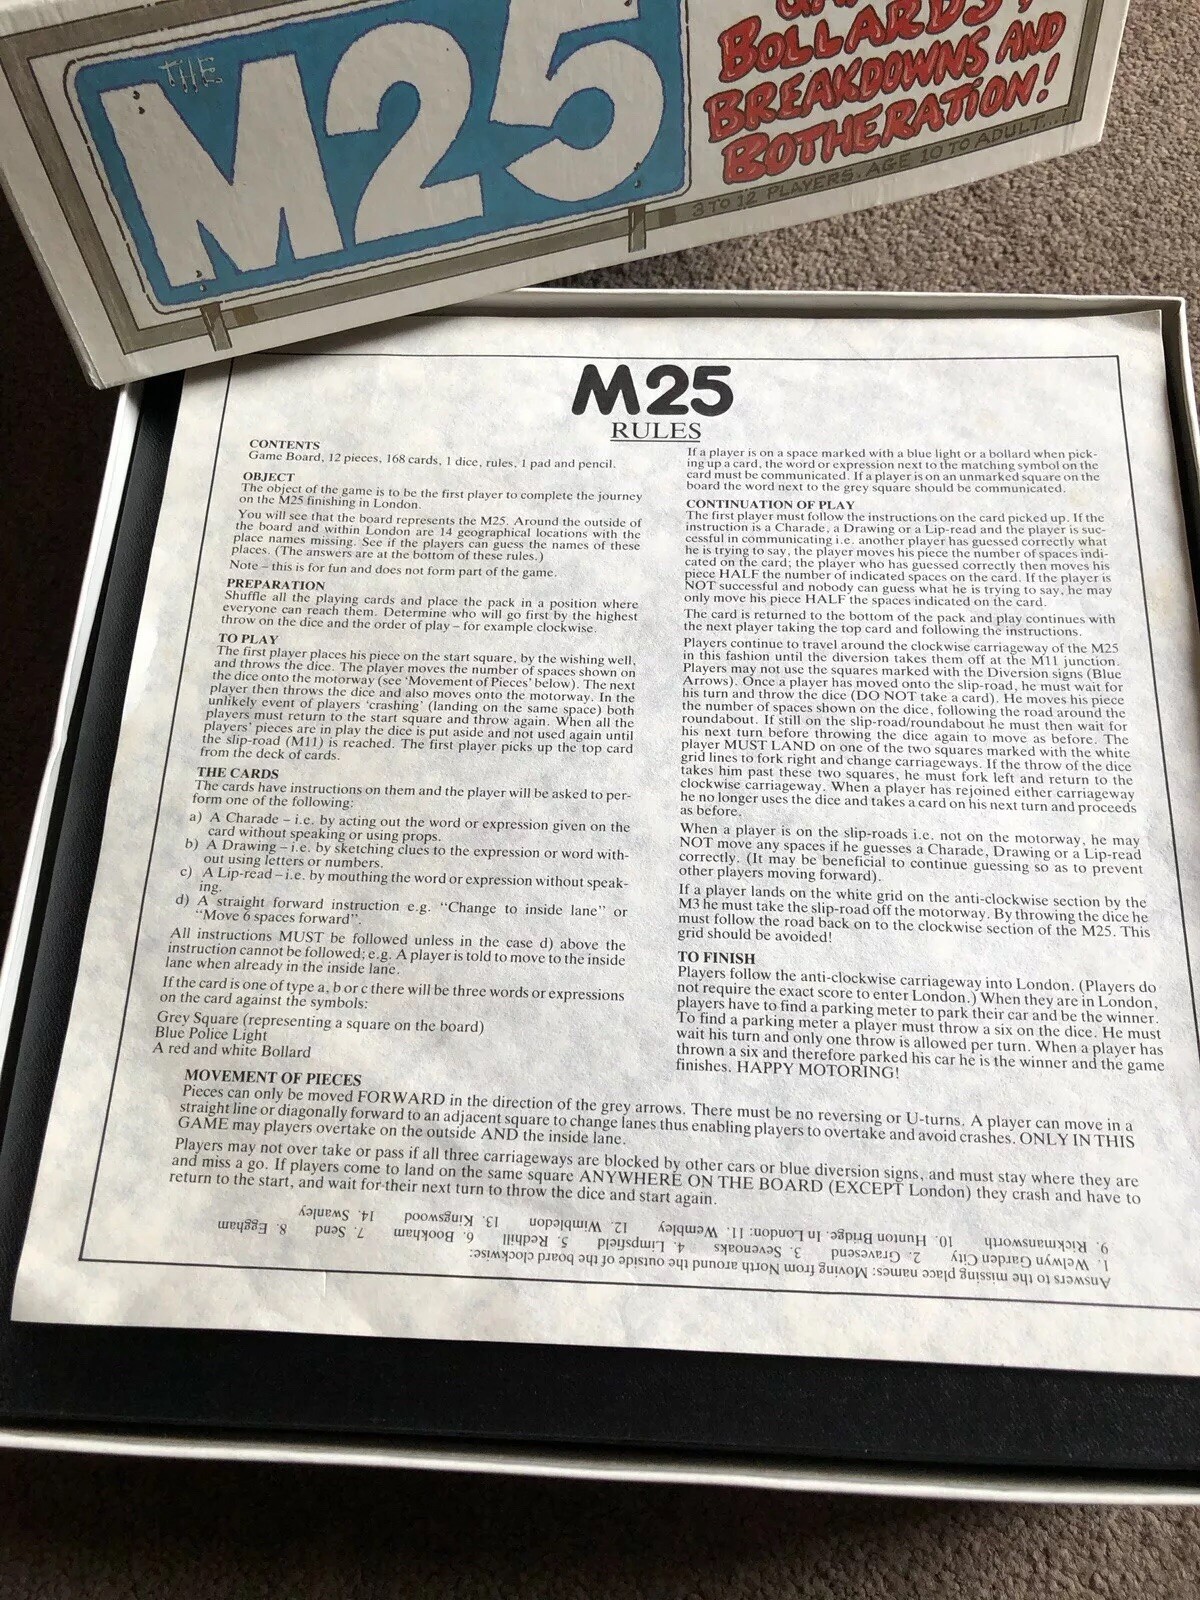 THE
M25
BOLLARDS,
BREAKDOWNS AND
BOTHERATION!
3 TO 12 PLAYERS. AGE 10 TO ADULT...!
M25
RULES
CONTENTS
Game Board, 12 pieces, 168 cards, 1 dice, rules, 1 pad and pencil.
OBJECT
The object of the game is to be the first player to complete the journey
on the M25 finishing in London.
You will see that the board represents the M25. Around the outside of
the board and within London are 14 geographical locations with the
place names missing. See if the players can guess the names of these
places. (The answers are at the bottom of these rules.)
Note – this is for fun and does not form part of the game.
PREPARATION
Shuffle all the playing cards and place the pack in a position where
everyone can reach them. Determine who will go first by the highest
throw on the dice and the order of play – for example clockwise.
TO PLAY
The first player places his piece on the start square, by the wishing well,
and throws the dice. The player moves the number of spaces shown on
the dice onto the motorway (see 'Movement of Pieces' below). The next
player then throws the dice and also moves onto the motorway. In the
unlikely event of players 'crashing' (landing on the same space) both
players must return to the start square and throw again. When all the
players' pieces are in play the dice is put aside and not used again until
the slip-road (M11) is reached. The first player picks up the top card
from the deck of cards.
THE CARDS
The cards have instructions on them and the player will be asked to per-
form one of the following:
a) A Charade – i.e. by acting out the word or expression given on the
card without speaking or using props.
b) A Drawing – i.e. by sketching clues to the expression or word with-
out using letters or numbers.
c) A Lip-read – i.e. by mouthing the word or expression without speak-
ing.
d) A straight forward instruction e.g. "Change to inside lane" or
"Move 6 spaces forward".
All instructions MUST be followed unless in the case d) above the
instruction cannot be followed; e.g. A player is told to move to the inside
lane when already in the inside lane.
If the card is one of type a, b or c there will be three words or expressions
on the card against the symbols:
Grey Square (representing a square on the board)
Blue Police Light
A red and white Bollard
If a player is on a space marked with a blue light or a bollard when pick-
ing up a card, the word or expression next to the matching symbol on the
card must be communicated. If a player is on an unmarked square on the
board the word next to the grey square should be communicated.
CONTINUATION OF PLAY
The first player must follow the instructions on the card picked up. If the
instruction is a Charade, a Drawing or a Lip-read and the player is suc-
cessful in communicating i.e. another player has guessed correctly what
he is trying to say, the player moves his piece the number of spaces indi-
cated on the card; the player who has guessed correctly then moves his
piece HALF the number of indicated spaces on the card. If the player is
NOT successful and nobody can guess what he is trying to say, he may
only move his piece HALF the spaces indicated on the card.
The card is returned to the bottom of the pack and play continues with
the next player taking the top card and following the instructions.
Players continue to travel around the clockwise carriageway of the M25
in this fashion until the diversion takes them off at the M11 junction.
Players may not use the squares marked with the Diversion signs (Blue
Arrows). Once a player has moved onto the slip-road, he must wait for
his turn and throw the dice (DO NOT take a card). He moves his piece
the number of spaces shown on the dice, following the road around the
roundabout. If still on the slip-road/roundabout he must then wait for
his next turn before throwing the dice again to move as before. The
player MUST LAND on one of the two squares marked with the white
grid lines to fork right and change carriageways. If the throw of the dice
takes him past these two squares, he must fork left and return to the
clockwise carriageway. When a player has rejoined either carriageway
he no longer uses the dice and takes a card on his next turn and proceeds
as before.
When a player is on the slip-roads i.e. not on the motorway, he may
NOT move any spaces if he guesses a Charade, Drawing or a Lip-read
correctly. (It may be beneficial to continue guessing so as to prevent
other players moving forward).
If a player lands on the white grid on the anti-clockwise section by the
M3 he must take the slip-road off the motorway. By throwing the dice he
must follow the road back on to the clockwise section of the M25. This
grid should be avoided!
TO FINISH
Players follow the anti-clockwise carriageway into London. (Players do
not require the exact score to enter London.) When they are in London,
players have to find a parking meter to park their car and be the winner.
To find a parking meter a player must throw a six on the dice. He must
wait his turn and only one throw is allowed per turn. When a player has
thrown a six and therefore parked his car he is the winner and the game
finishes. HAPPY MOTORING!
MOVEMENT OF PIECES
Pieces can only be moved FORWARD in the direction of the grey arrows. There must be no reversing or U-turns. A player can move in a
straight line or diagonally forward to an adjacent square to change lanes thus enabling players to overtake and avoid crashes. ONLY IN THIS
GAME may players overtake on the outside AND the inside lane.
Players may not over take or pass if all three carriageways are blocked by other cars or blue diversion signs, and must stay where they are
and miss a go. If players come to land on the same square ANYWHERE ON THE BOARD (EXCEPT London) they crash and have to
return to the start, and wait for their next turn to throw the dice and start again.
Answers to the missing place names: Moving from North around the outside of the board clockwise:
1. Welwyn Garden City 2. Gravesend 3. Sevenoaks 4. Limpsfield 5. Redhill 6. Bookham 7. Send 8. Egham
9. Rickmansworth 10. Hunton Bridge. In London: 11. Wembley 12. Wimbledon 13. Kingswood 14. Swanley